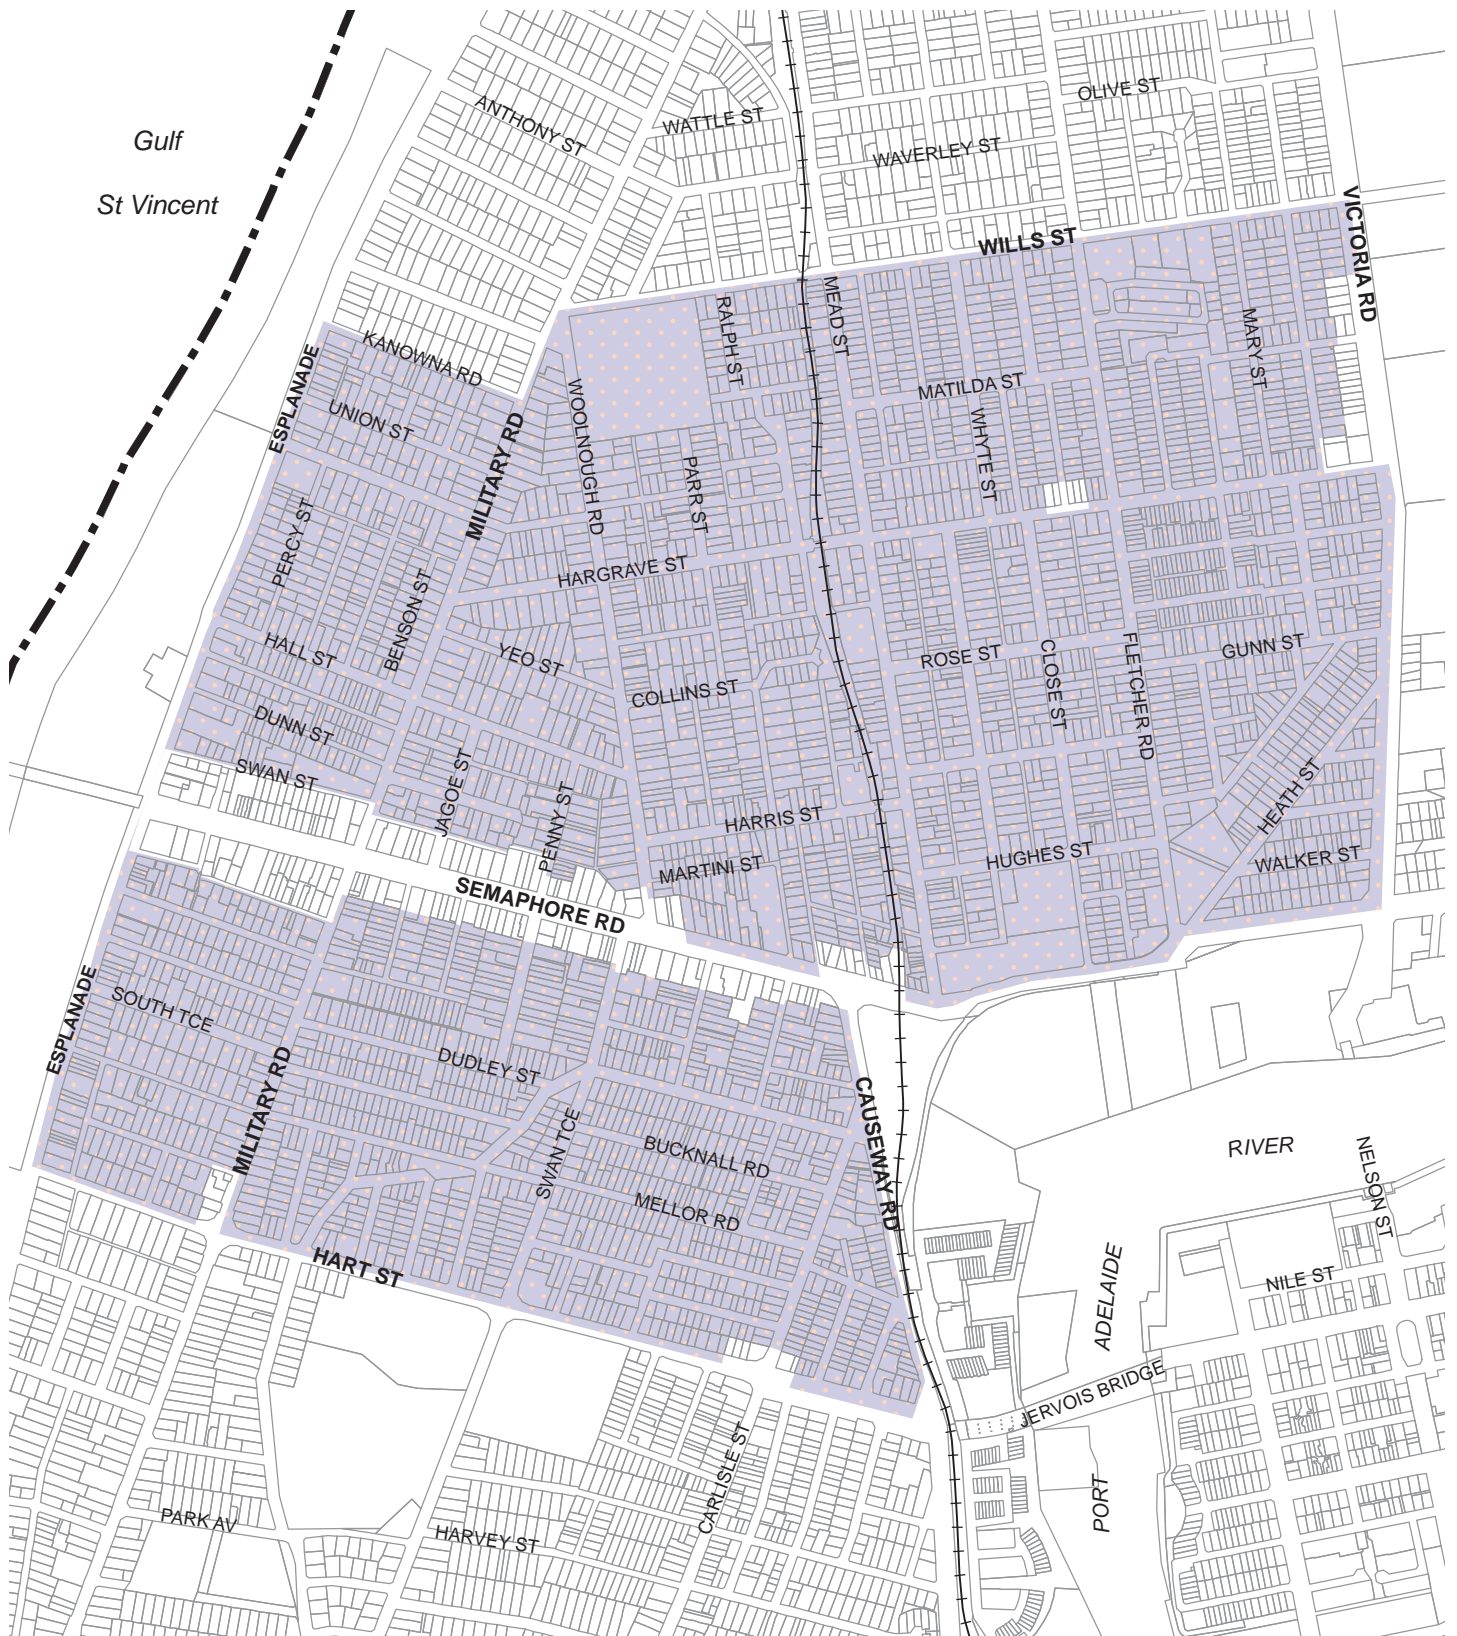 Gulf
St Vincent
ANTHONY ST
WATTLE ST
OLIVE ST
WAVERLEY ST
WILLS ST
VICTORIA RD
KANOWNA RD
ESPLANADE
UNION ST
MILITARY RD
WOOLNOUGH RD
RALPH ST
MEAD ST
MATILDA ST
MARY ST
WHYTE ST
PARR ST
PERCY ST
BENSON ST
HARGRAVE ST
HALL ST
YEO ST
COLLINS ST
ROSE ST
CLOSE ST
FLETCHER RD
GUNN ST
DUNN ST
SWAN ST
JAGOE ST
PENNY ST
HARRIS ST
MARTINI ST
HUGHES ST
HEATH ST
WALKER ST
SEMAPHORE RD
ESPLANADE
SOUTH TCE
MILITARY RD
DUDLEY ST
SWAN TCE
BUCKNALL RD
MELLOR RD
CAUSEWAY RD
HART ST
RIVER
NELSON ST
NILE ST
ADELAIDE
JERVOIS BRIDGE
PORT
CARLISLE ST
PARK AV
HARVEY ST